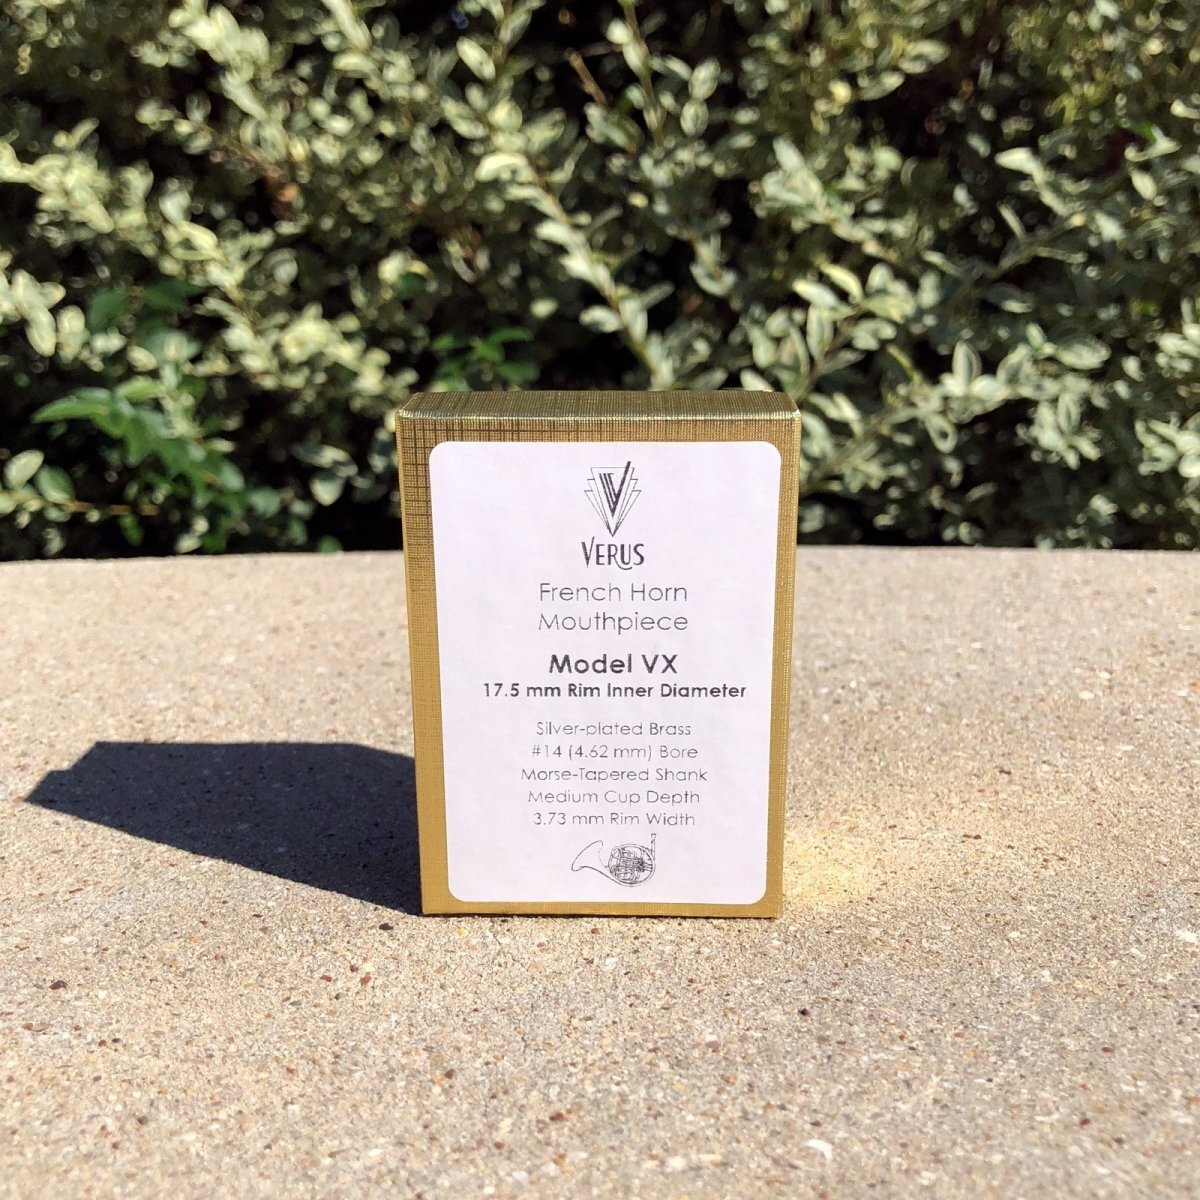 VERUS
French Horn
Mouthpiece
Model VX
17.5 mm Rim Inner Diameter
Silver-plated Brass
#14 (4.62 mm) Bore
Morse-Tapered Shank
Medium Cup Depth
3.73 mm Rim Width